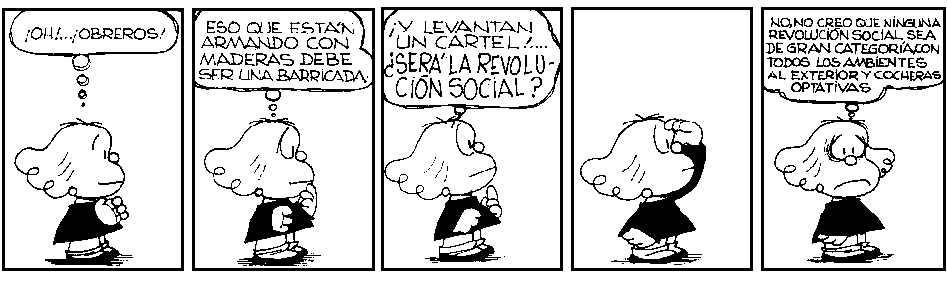 ¡OH!...¡OBREROS!
ESO QUE ESTÁN
ARMANDO CON
MADERAS DEBE
SER UNA BARRICADA
¡Y LEVANTAN
UN CARTEL!...
¿SERÁ LA REVOLU-
CIÓN SOCIAL?
NO,NO CREO QUE NINGUNA
REVOLUCIÓN SOCIAL, SEA
DE GRAN CATEGORÍA,CON
TODOS LOS AMBIENTES
AL EXTERIOR Y COCHERAS
OPTATIVAS